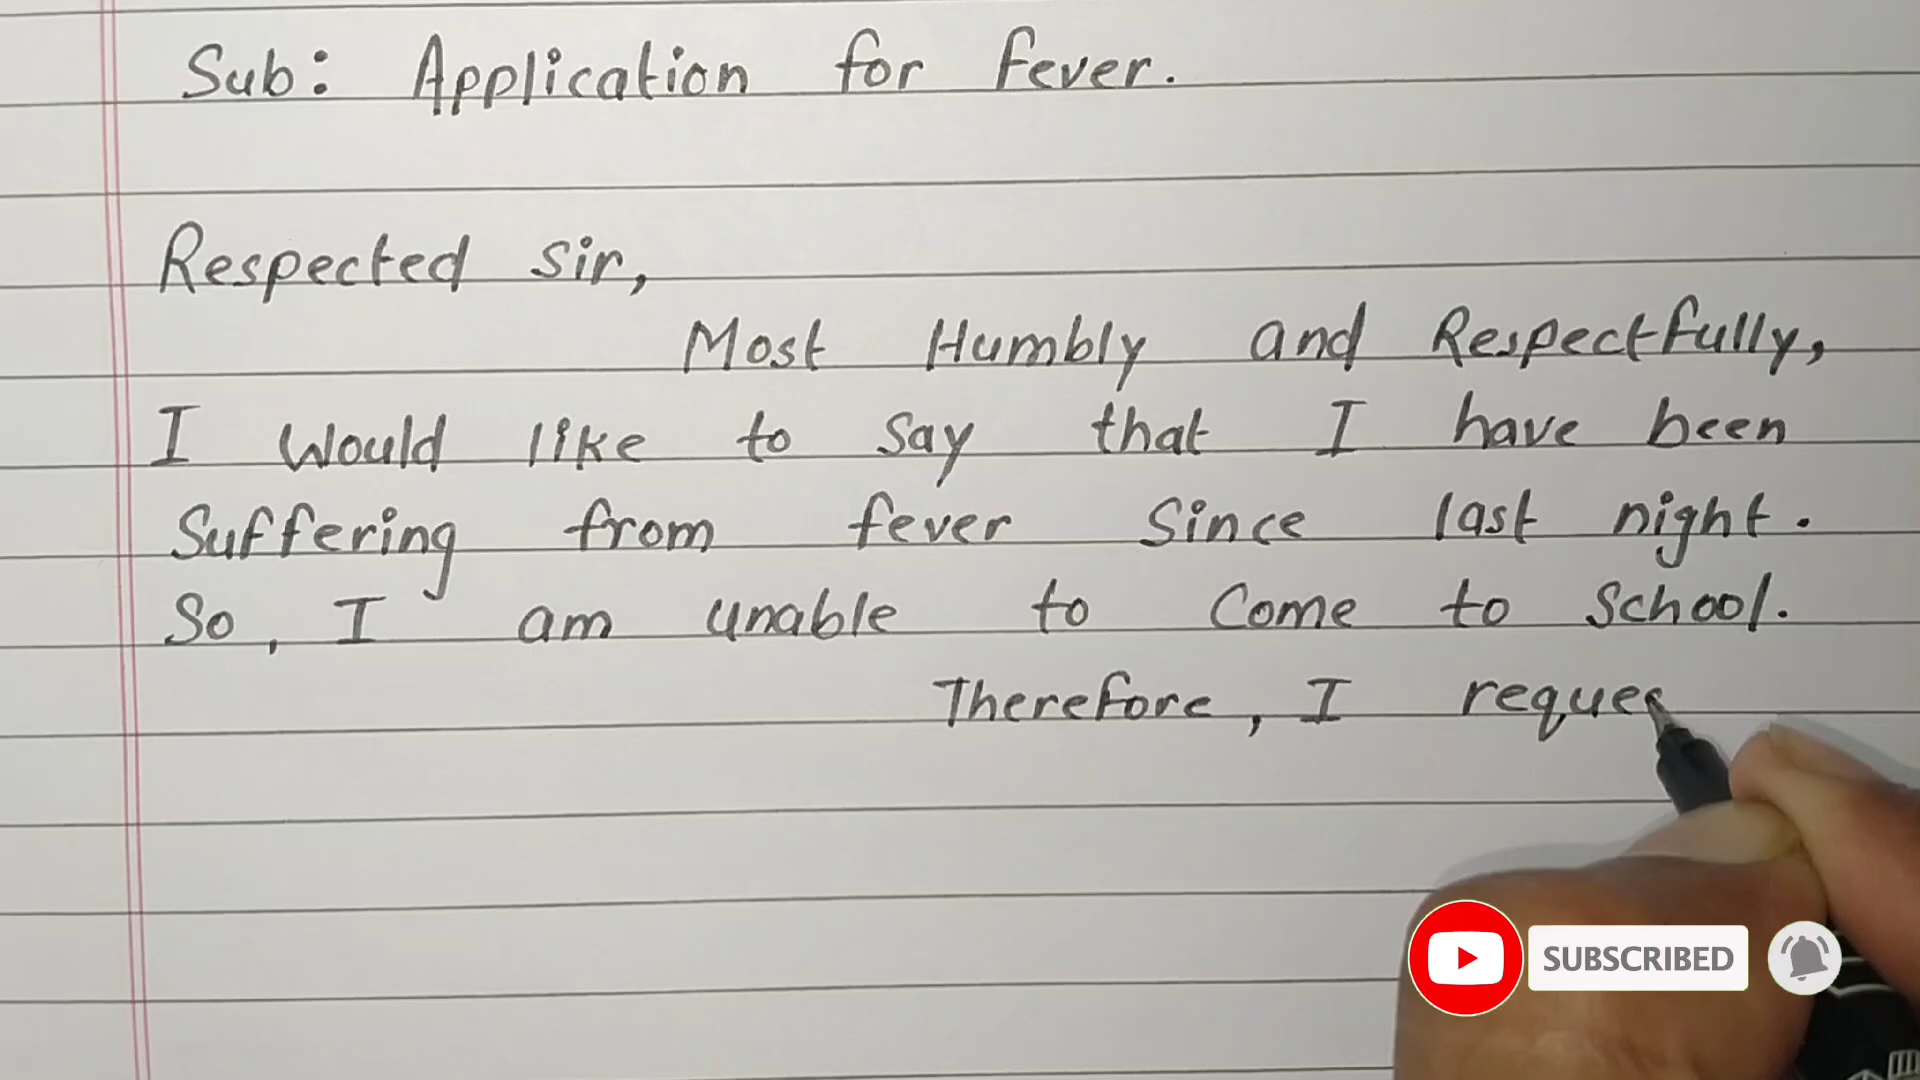 Sub: Application for fever.
Respected Sir,
Most Humbly and Respectfully,
I would like to say that I have been
Suffering from fever Since last night.
So, I am unable to Come to School.
Therefore, I reques
SUBSCRIBED